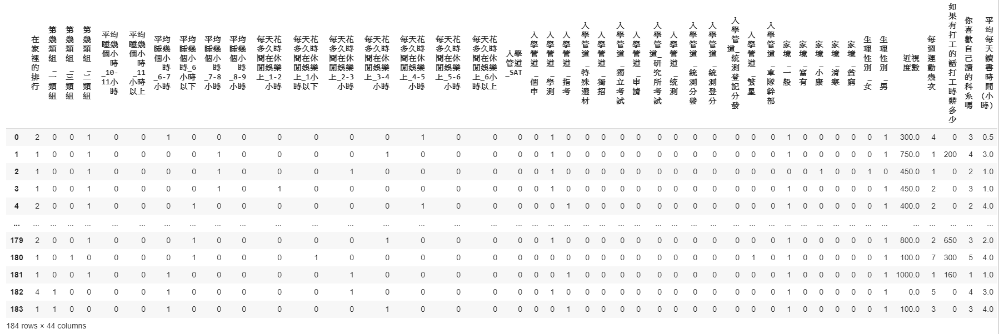 在家裡的排行
第幾類組_一類組
第幾類組_三類組
第幾類組_二類組
平均睡幾個小時_10-11小時
平均睡幾個小時_11小時以上
平均睡幾個小時_6-7小時
平均睡幾個小時_6小時以下
平均睡幾個小時_7-8小時
平均睡幾個小時_8-9小時
每天花多久時間在休閒娛樂上_1-2小時
每天花多久時間在休閒娛樂上_1小時以下
每天花多久時間在休閒娛樂上_2-3小時
每天花多久時間在休閒娛樂上_3-4小時
每天花多久時間在休閒娛樂上_4-5小時
每天花多久時間在休閒娛樂上_5-6小時
每天花多久時間在休閒娛樂上_6小時以上
入學管道_SAT
入學管道_個申
入學管道_學測
入學管道_指考
入學管道_特殊選材
入學管道_獨招
入學管道_獨立考試
入學管道_申請
入學管道_研究所考試
入學管道_統測
入學管道_統測分發
入學管道_統測登分
入學管道_統測登記分發
入學管道_繁星
入學管道_車隊幹部
家境_一般
家境_富有
家境_小康
家境_清寒
家境_貧窮
生理性別_女
生理性別_男
近視度數
每週運動幾次
如果有打工的話打工時薪多少
你喜歡自己讀的科系嗎
平均每天讀書時間(小時)
0 2 0 0 1 0 0 1 0 0 0 0 0 0 0 1 0 0 0 0 1 0 0 0 0 0 0 0 0 0 0 0 0 1 0 0 0 0 0 1 300.0 4 0 3 0.5
1 1 0 0 1 0 0 0 0 1 0 0 0 0 1 0 0 0 0 0 1 0 0 0 0 0 0 0 0 0 0 0 0 1 0 0 0 0 0 1 750.0 1 200 4 3.0
2 1 0 0 1 0 0 0 0 1 0 0 0 1 0 0 0 0 0 0 1 0 0 0 0 0 0 0 0 0 0 0 0 0 0 1 0 0 1 0 450.0 1 0 2 1.0
3 1 0 0 1 0 0 0 0 1 0 1 0 0 0 0 0 0 0 0 1 0 0 0 0 0 0 0 0 0 0 0 0 1 0 0 0 0 0 1 450.0 2 0 3 1.0
4 2 0 0 1 0 0 0 1 0 0 0 0 0 0 1 0 0 0 0 0 1 0 0 0 0 0 0 0 0 0 0 0 1 0 0 0 0 0 1 400.0 2 0 2 4.0
... ... ... ... ... ... ... ... ... ... ... ... ... ... ... ... ... ... ... ... ... ... ... ... ... ... ... ... ... ... ... ... ... ... ... ... ... ... ... ... ... ... ... ... ...
179 2 0 0 1 0 0 0 1 0 0 0 0 0 1 0 0 0 0 0 1 0 0 0 0 0 0 0 0 0 0 0 0 1 0 0 0 0 0 1 800.0 2 650 3 2.0
180 1 0 1 0 0 0 0 1 0 0 0 1 0 0 0 0 0 0 0 0 0 0 0 0 0 0 0 0 0 0 1 0 1 0 0 0 0 0 1 100.0 7 300 5 4.0
181 1 0 0 1 0 0 1 0 0 0 0 0 1 0 0 0 0 0 0 0 1 0 0 0 0 0 0 0 0 0 0 0 1 0 0 0 0 0 1 1000.0 1 160 1 1.0
182 4 1 0 0 0 0 1 0 0 0 0 0 1 0 0 0 0 0 0 1 0 0 0 0 0 0 0 0 0 0 0 0 1 0 0 0 0 0 1 0.0 5 0 4 3.0
183 1 1 0 0 0 0 1 0 0 0 0 0 0 1 0 0 0 0 0 0 1 0 0 0 0 0 0 0 0 0 0 0 1 0 0 0 0 0 1 100.0 3 0 3 4.0
184 rows × 44 columns